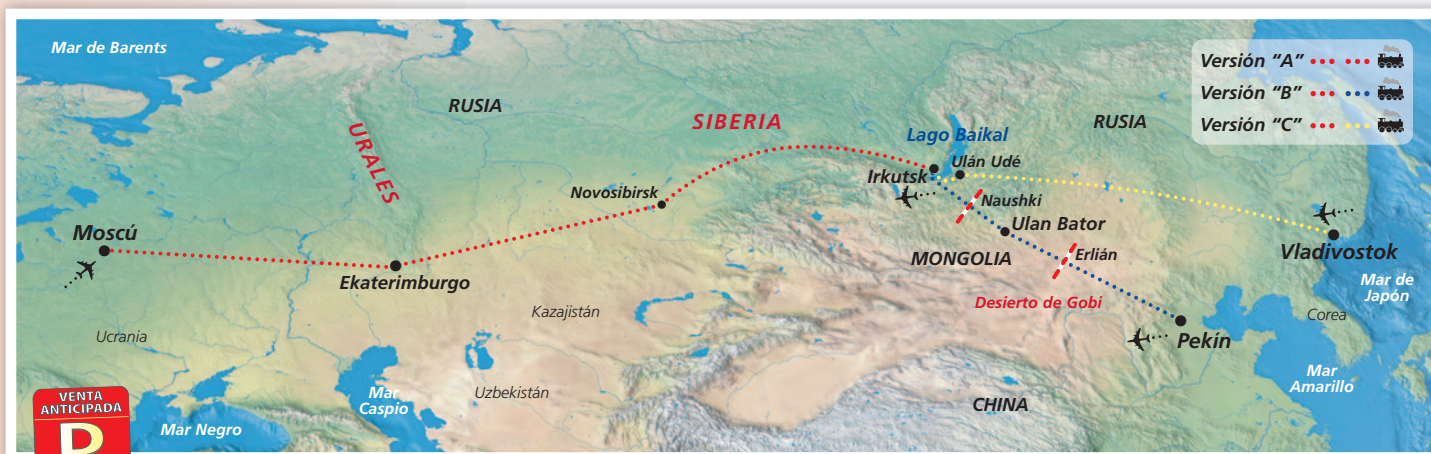 Mar de Barents
RUSIA
URALES
SIBERIA
Lago Baikal
RUSIA
Versión "A"
Versión "B"
Versión "C"
Moscú
Ekaterimburgo
Novosibirsk
Irkutsk
Ulán Udé
Naushki
Ulan Bator
MONGOLIA
Erlián
Desierto de Gobi
Vladivostok
Mar de
Japón
Pekín
Corea
Mar
Amarillo
Ucrania
Kazajistán
Uzbekistán
CHINA
Mar
Caspio
Mar Negro
VENTA
ANTICIPADA